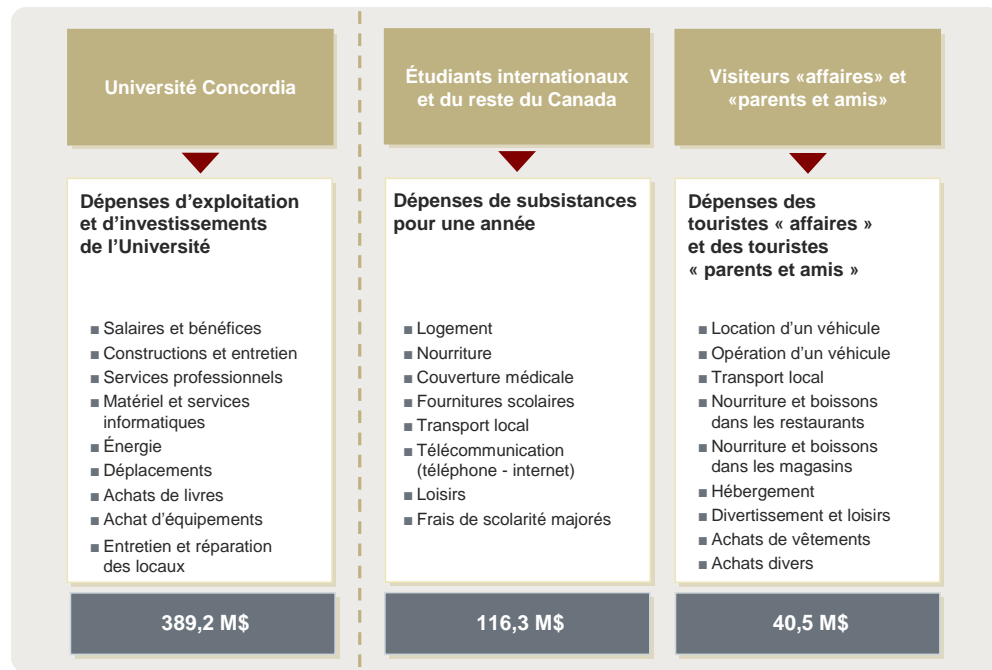 Université Concordia
Dépenses d’exploitation
et d’investissements
de l’Université
■ Salaires et bénéfices
■ Constructions et entretien
■ Services professionnels
■ Matériel et services
informatiques
■ Énergie
■ Déplacements
■ Achats de livres
■ Achat d’équipements
■ Entretien et réparation
des locaux
389,2 M$
Étudiants internationaux
et du reste du Canada
Dépenses de subsistances
pour une année
■ Logement
■ Nourriture
■ Couverture médicale
■ Fournitures scolaires
■ Transport local
■ Télécommunication
(téléphone - internet)
■ Loisirs
■ Frais de scolarité majorés
116,3 M$
Visiteurs «affaires» et
«parents et amis»
Dépenses des
touristes « affaires »
et des touristes
« parents et amis »
■ Location d’un véhicule
■ Opération d’un véhicule
■ Transport local
■ Nourriture et boissons
dans les restaurants
■ Nourriture et boissons
dans les magasins
■ Hébergement
■ Divertissement et loisirs
■ Achats de vêtements
■ Achats divers
40,5 M$